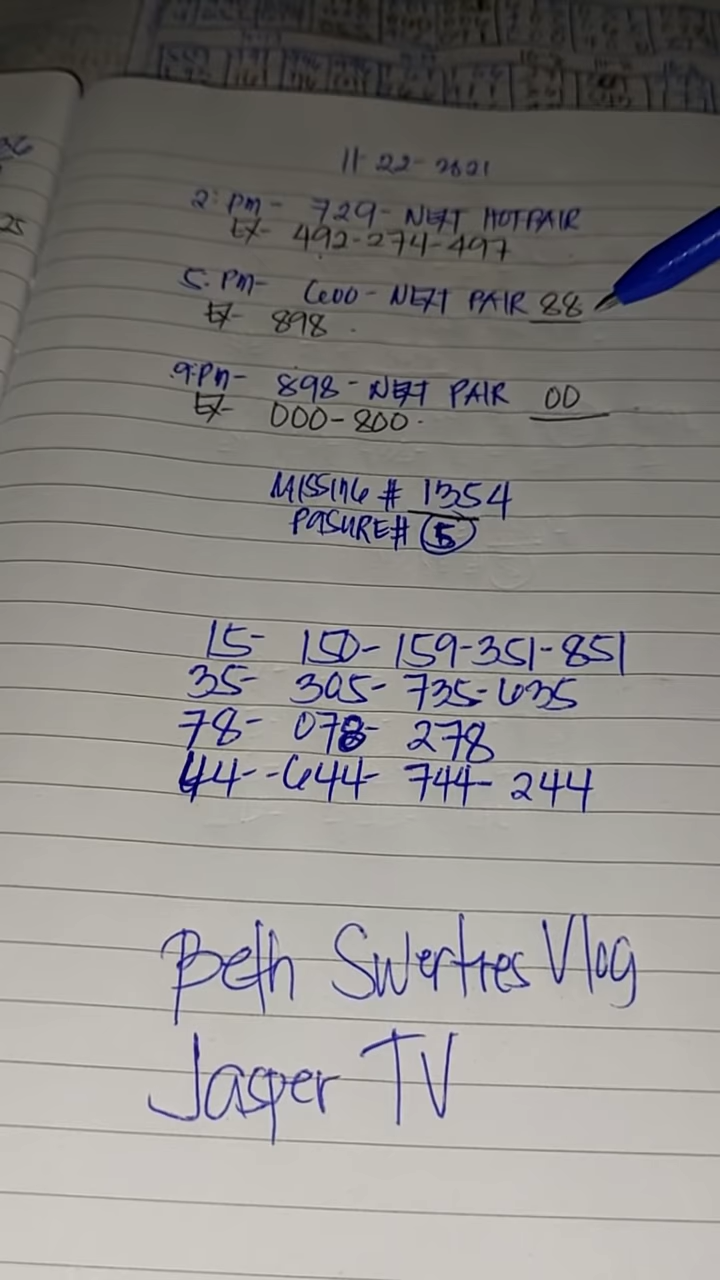 11-22-2021
2:PM- 729- NEXT HOTPAIR
EX- 492-274-497
25
5:PM- 600- NEXT PAIR 88
EX- 898
9:PM- 898- NEXT PAIR 00
EX- 000-800
MISSING # 1354
PASURE# 5
15- 150- 159-351-851
35- 305- 735-635
78- 078- 278
44- 644- 744- 244
Beth Swertres Vlog
Jasper TV